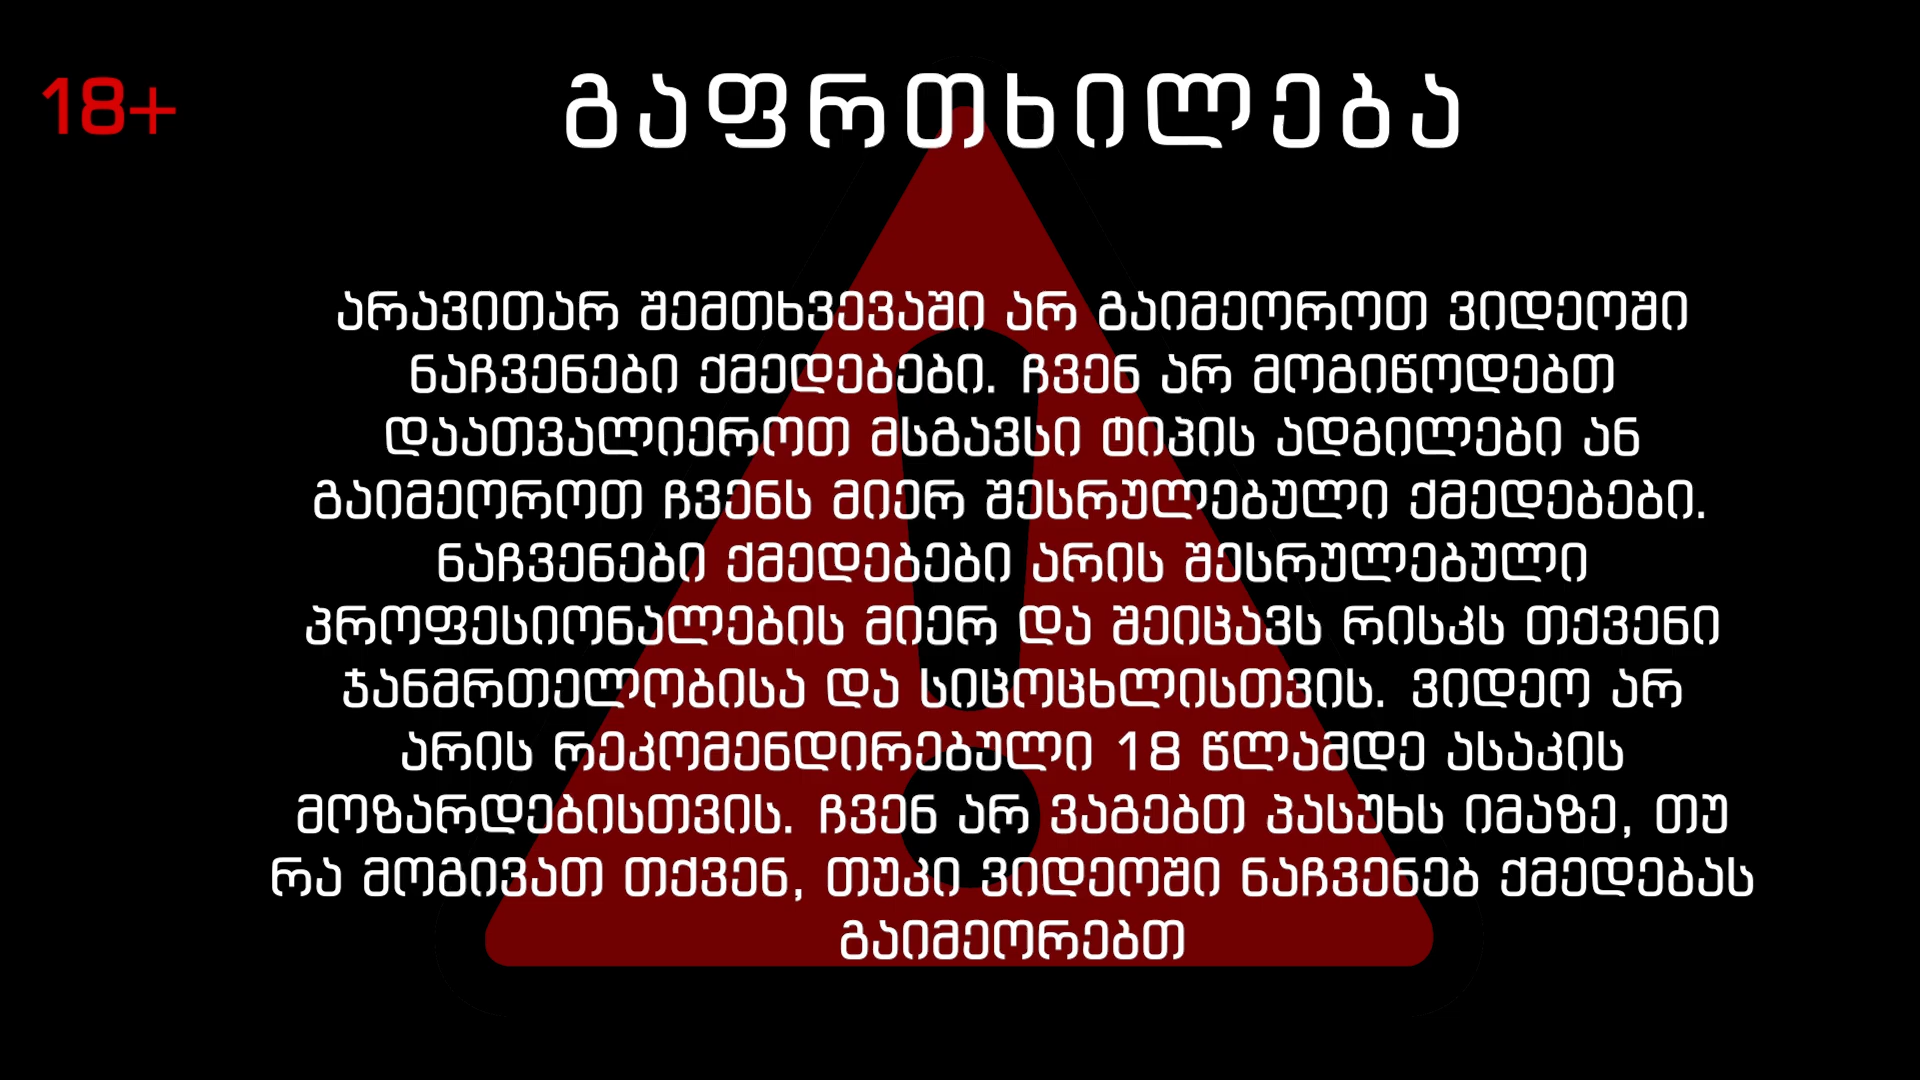 18+
გაფრთხილება
არავითარ შემთხვევაში არ გაიმეოროთ ვიდეოში
ნაჩვენები ქმედებები. ჩვენ არ მოგიწოდებთ
დაათვალიეროთ მსგავსი ტიპის ადგილები ან
გაიმეოროთ ჩვენს მიერ შესრულებული ქმედებები.
ნაჩვენები ქმედებები არის შესრულებული
პროფესიონალების მიერ და შეიცავს რისკს თქვენი
ჯანმრთელობისა და სიცოცხლისთვის. ვიდეო არ
არის რეკომენდირებული 18 წლამდე ასაკის
მოზარდებისთვის. ჩვენ არ ვაგებთ პასუხს იმაზე, თუ
რა მოგივათ თქვენ, თუკი ვიდეოში ნაჩვენებ ქმედებას
გაიმეორებთ